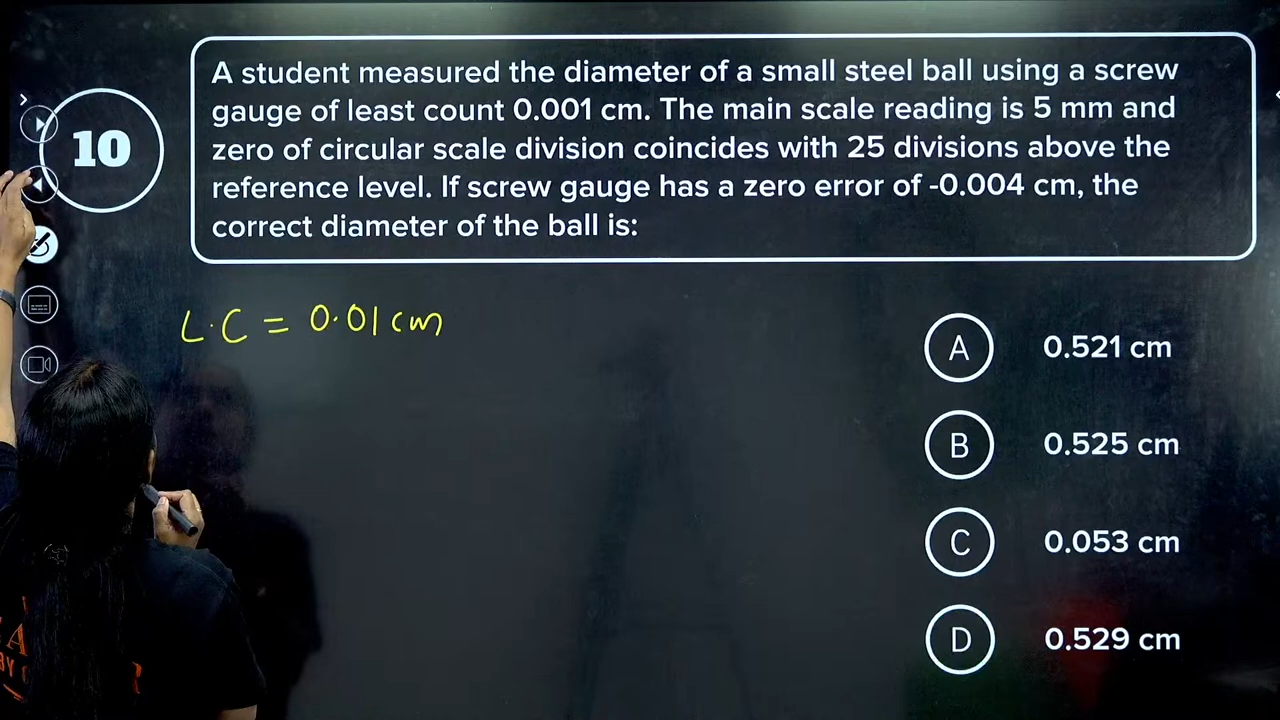 A student measured the diameter of a small steel ball using a screw
gauge of least count 0.001 cm. The main scale reading is 5 mm and
10
zero of circular scale division coincides with 25 divisions above the
reference level. If screw gauge has a zero error of -0.004 cm, the
correct diameter of the ball is:
L.C = 0.01 cm
A 0.521 cm
B 0.525 cm
C 0.053 cm
D 0.529 cm